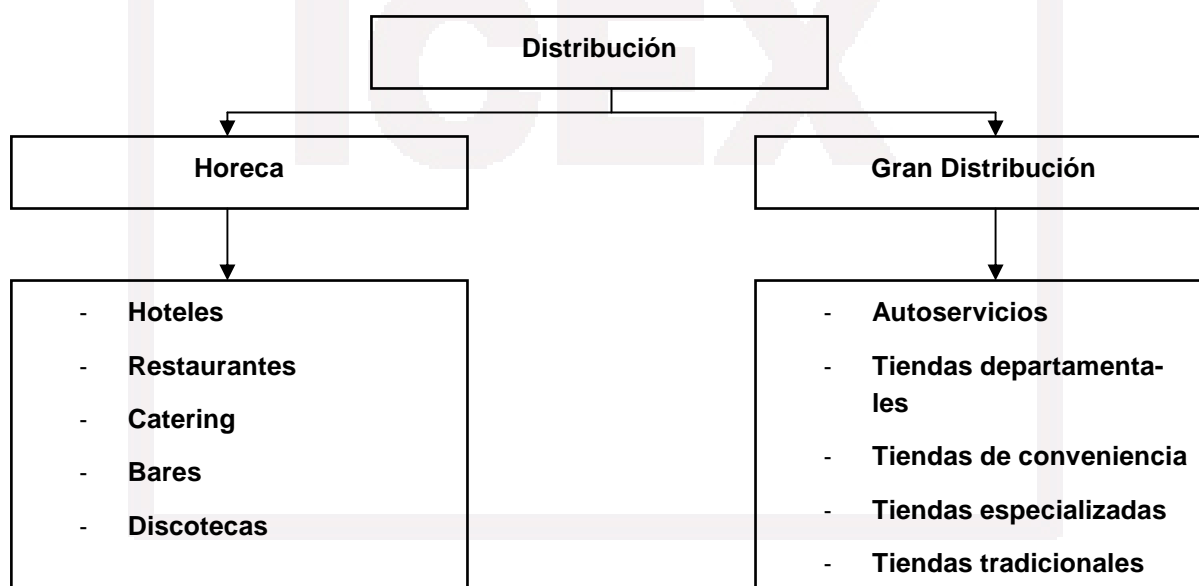 ICEX
Distribución
Horeca
Gran Distribución
- Hoteles
- Restaurantes
- Catering
- Bares
- Discotecas
- Autoservicios
- Tiendas departamenta-
les
- Tiendas de conveniencia
- Tiendas especializadas
- Tiendas tradicionales